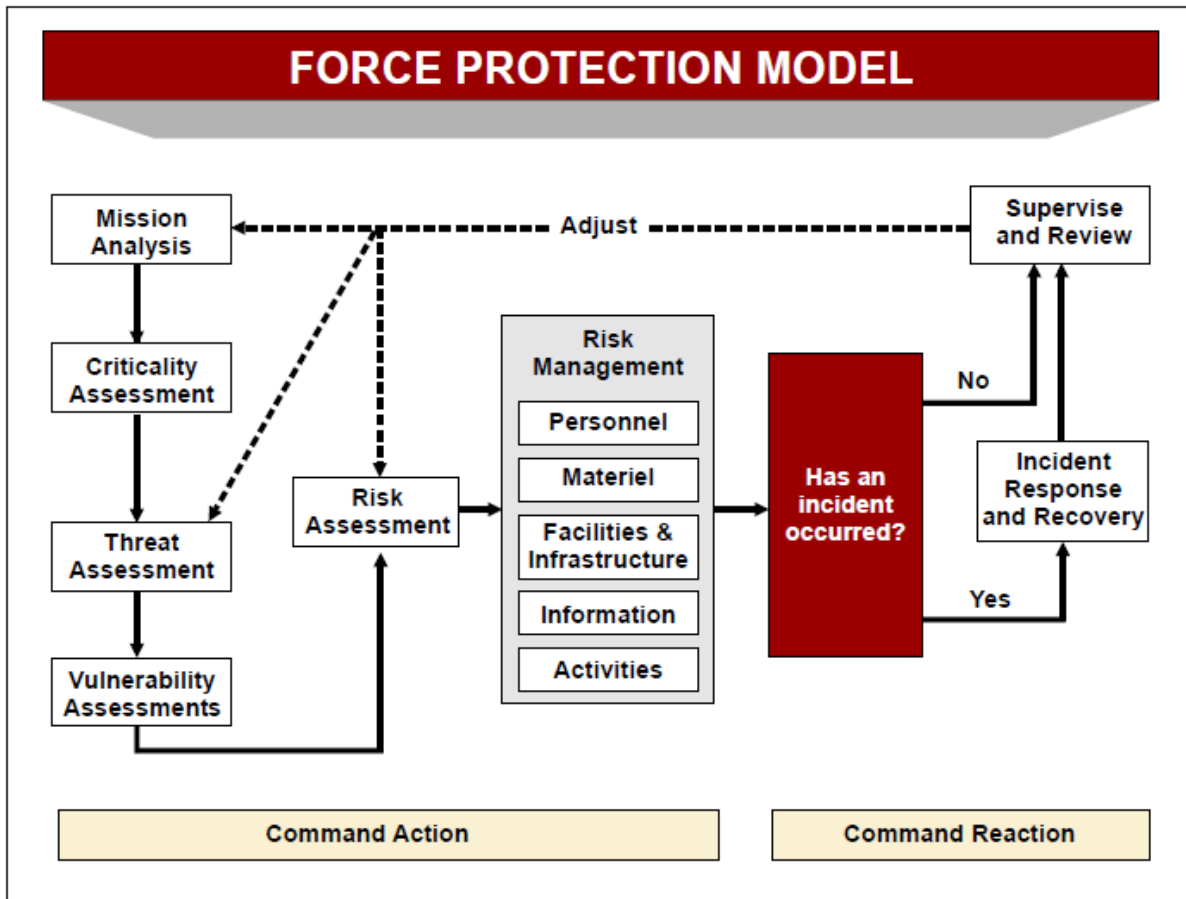 FORCE PROTECTION MODEL
Mission
Analysis
Adjust
Supervise
and Review
Criticality
Assessment
Threat
Assessment
Vulnerability
Assessments
Risk
Assessment
Risk
Management
Personnel
Materiel
Facilities &
Infrastructure
Information
Activities
Has an
incident
occurred?
No
Yes
Incident
Response
and Recovery
Command Action
Command Reaction